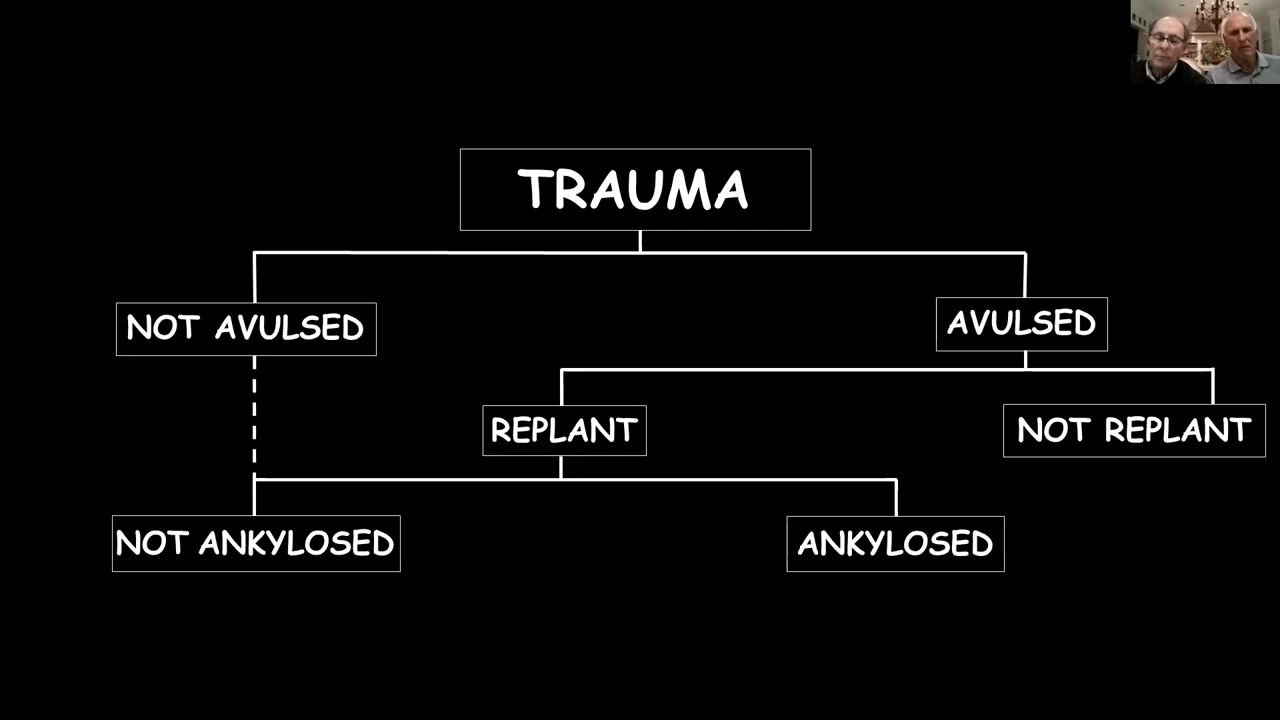 TRAUMA
NOT AVULSED
AVULSED
REPLANT
NOT REPLANT
NOT ANKYLOSED
ANKYLOSED